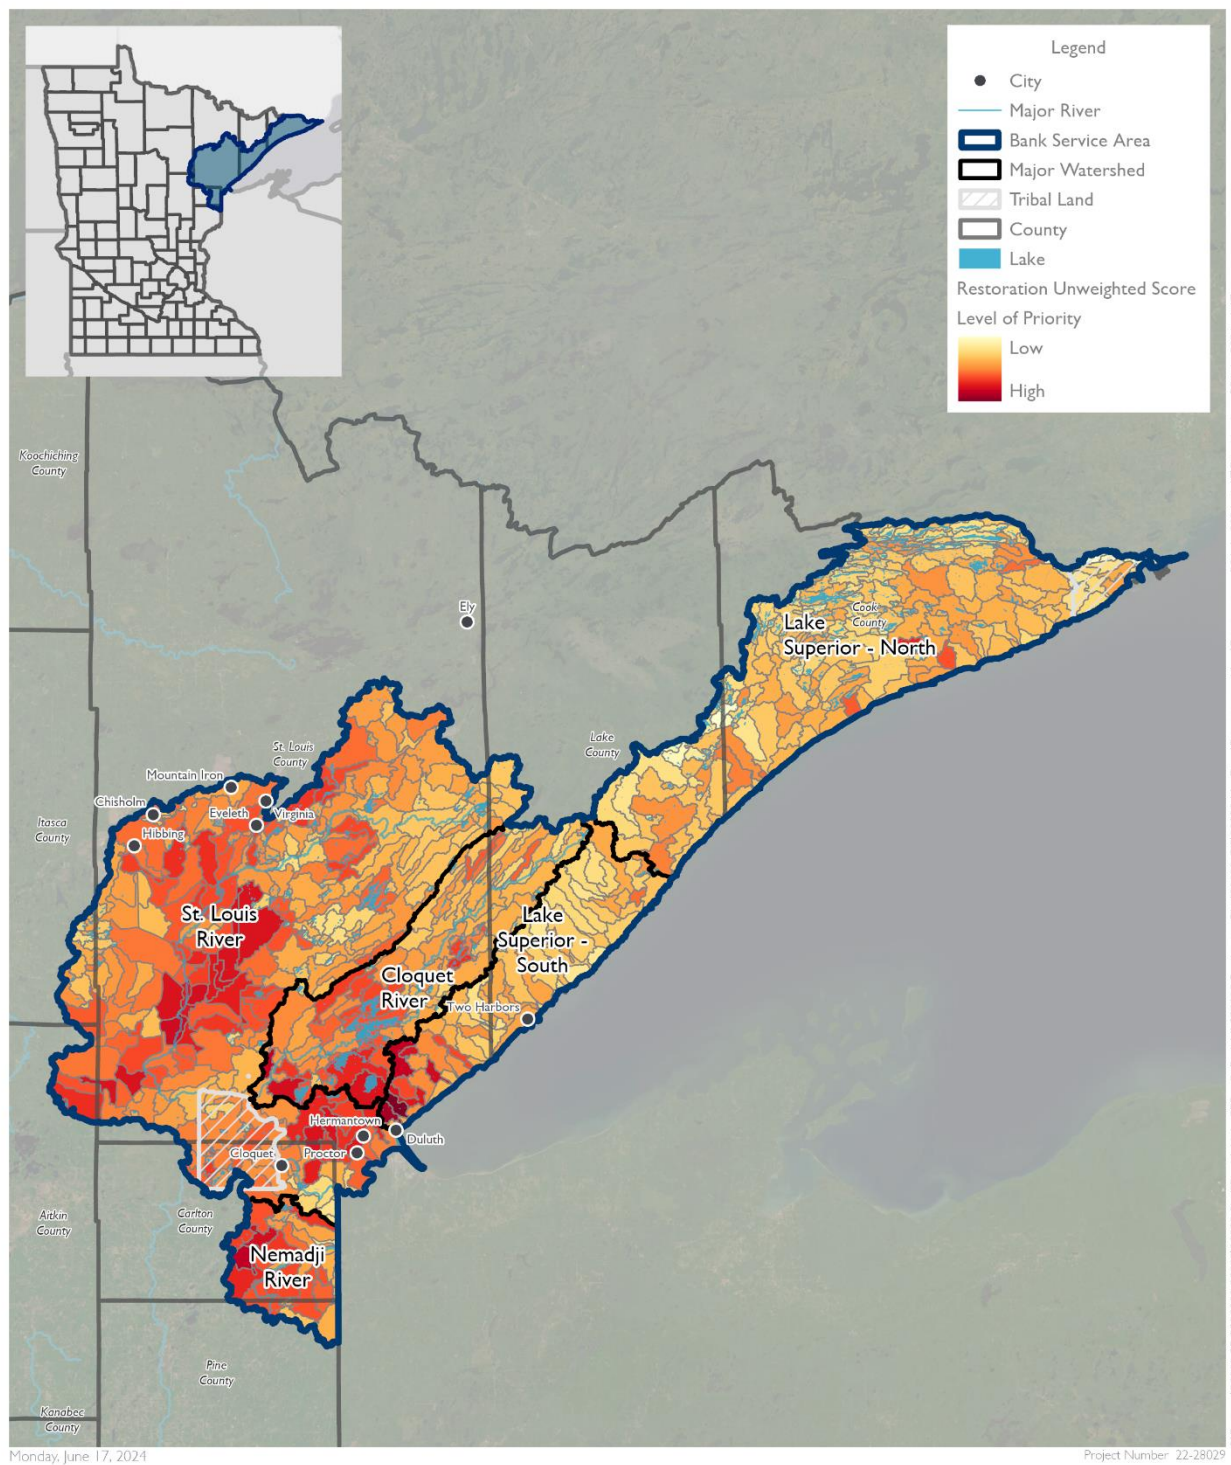 Legend
City
Major River
Bank Service Area
Major Watershed
Tribal Land
County
Lake
Restoration Unweighted Score
Level of Priority
Low
High
Koochiching
County
Ely
Cook
County
Lake
Superior - North
Lake
County
St. Louis
County
Mountain Iron
Chisholm
Eveleth
Virginia
Itasca
County
Hibbing
St. Louis
River
Lake
Superior -
South
Cloquet
River
Two Harbors
Hermantown
Duluth
Cloquet
Proctor
Aitkin
County
Carlton
County
Nemadji
River
Pine
County
Kanabec
County
Monday, June 17, 2024
Project Number 22-28029